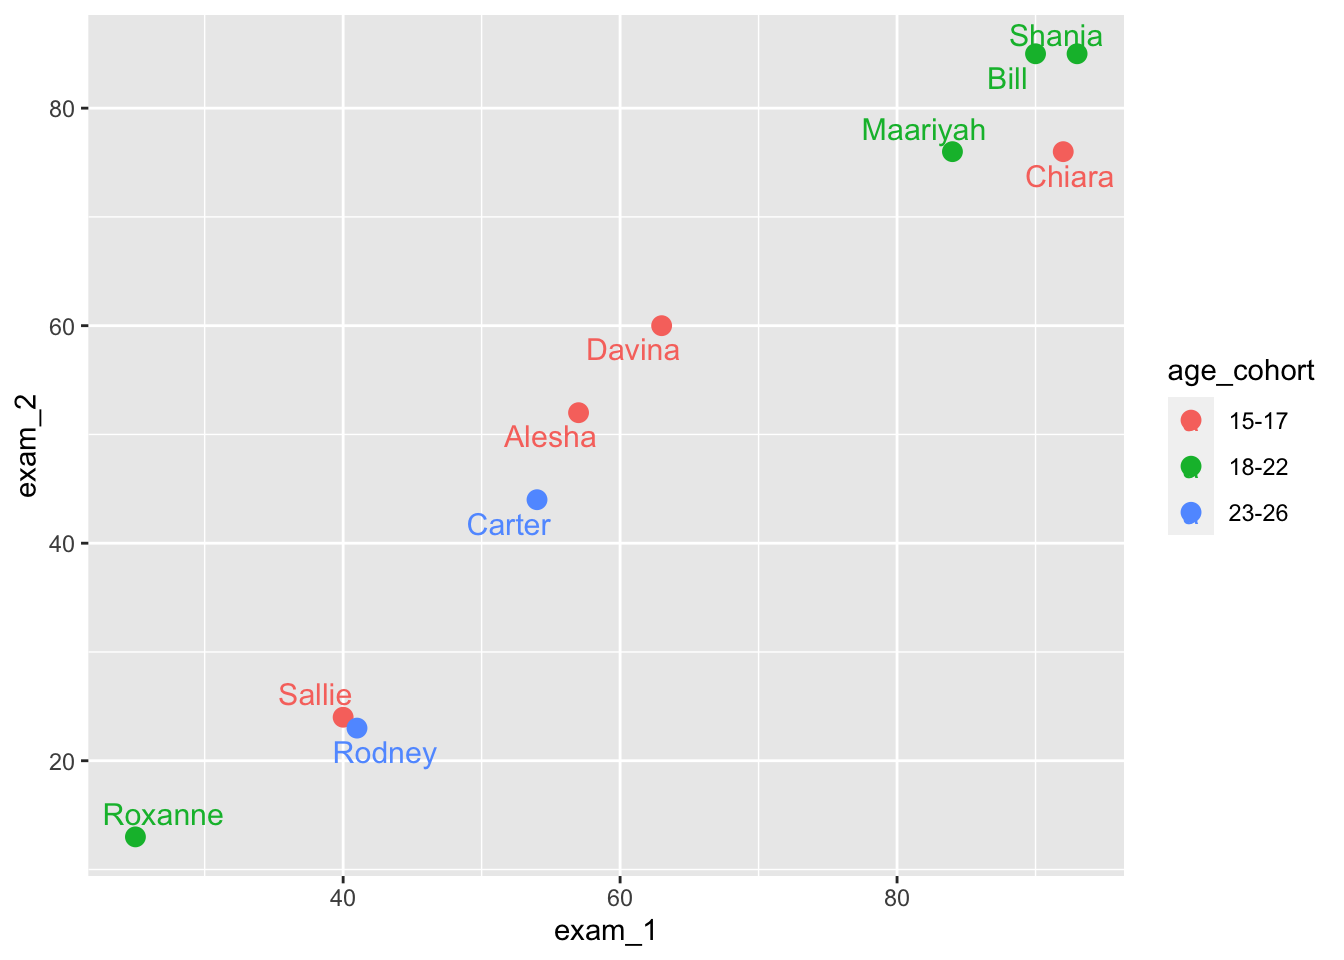 Shania
Bill
80
Maariyah
Chiara
60
Davina
Alesha
Carter
40
Sallie
Rodney
20
Roxanne
40
60
80
exam_1
exam_2
age_cohort
15-17
18-22
23-26